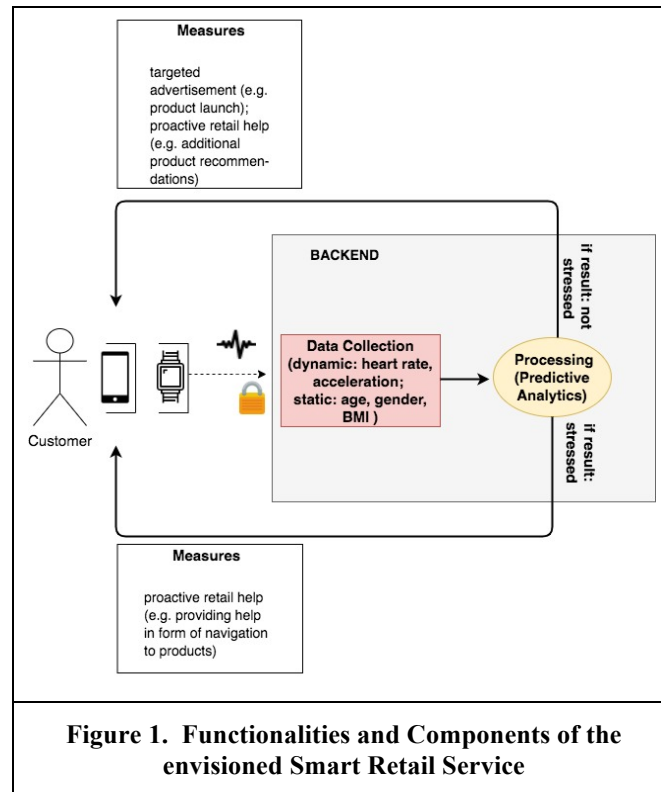 Measures
targeted
advertisement (e.g.
product launch);
proactive retail help
(e.g. additional
product recommen-
dations)
BACKEND
if result: not
stressed
Data Collection
(dynamic: heart rate,
acceleration;
static: age, gender,
BMI )
Processing
(Predictive
Analytics)
Customer
if result:
stressed
Measures
proactive retail help
(e.g. providing help
in form of navigation
to products)
Figure 1. Functionalities and Components of the
envisioned Smart Retail Service